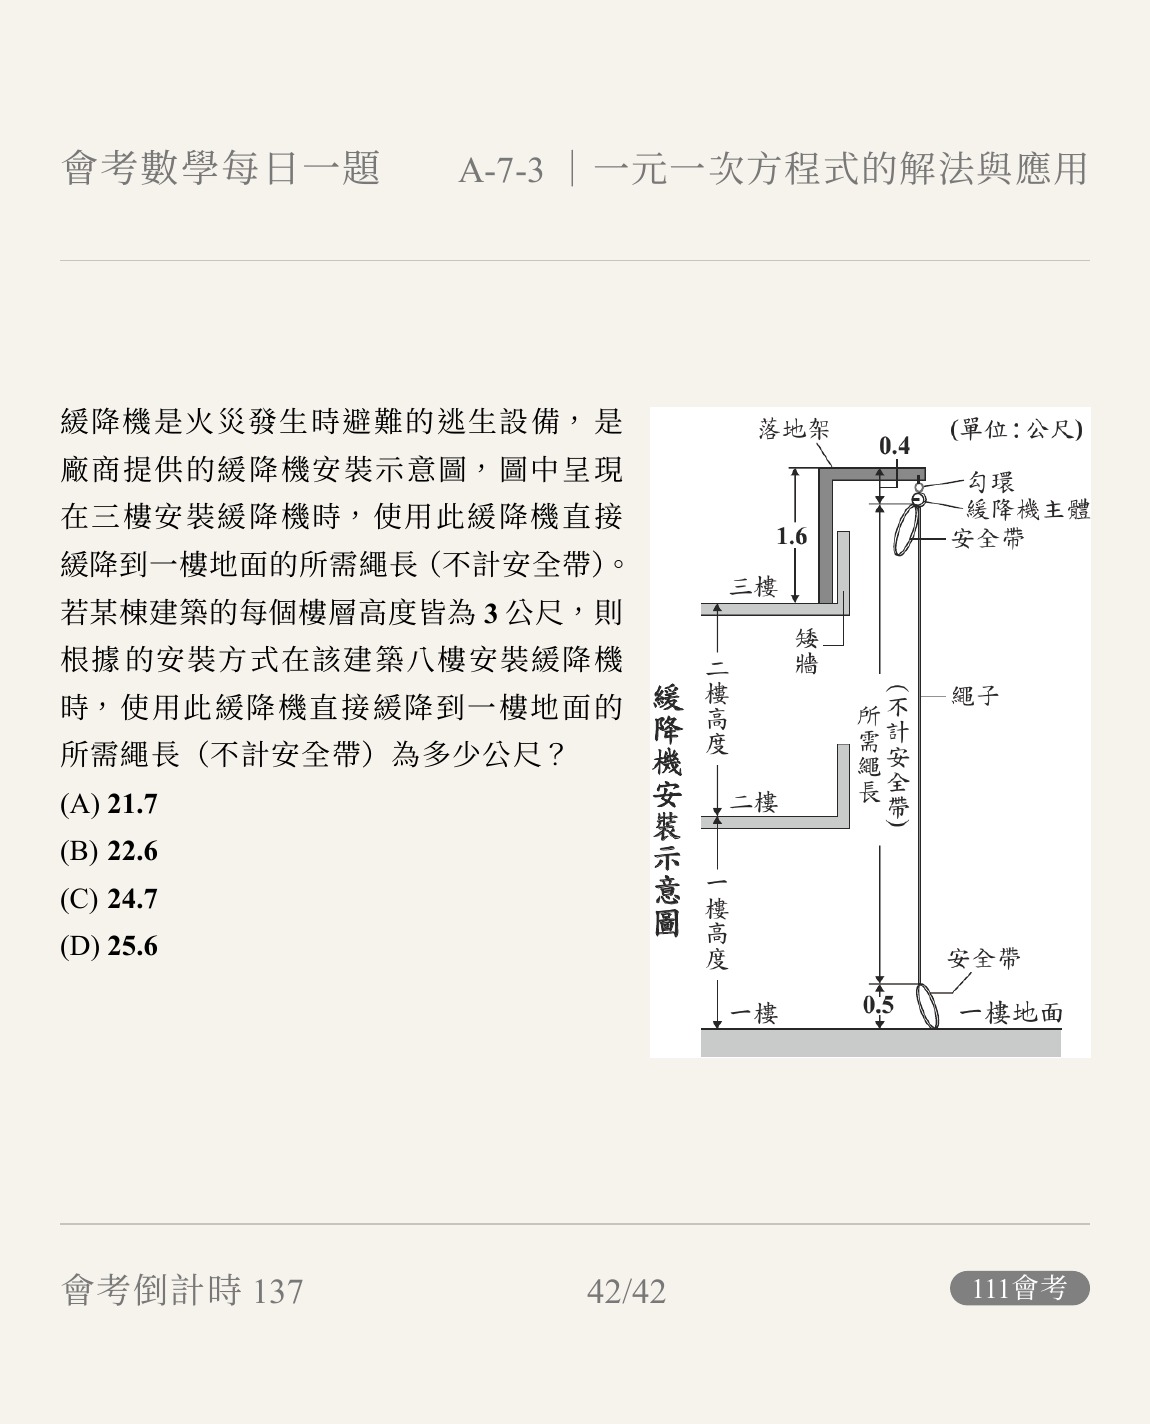 會考數學每日一題
A-7-3 | 一元一次方程式的解法與應用
緩降機是火災發生時避難的逃生設備，是
廠商提供的緩降機安裝示意圖，圖中呈現
在三樓安裝緩降機時，使用此緩降機直接
緩降到一樓地面的所需繩長（不計安全帶）。
若某棟建築的每個樓層高度皆為 3 公尺，則
根據的安裝方式在該建築八樓安裝緩降機
時，使用此緩降機直接緩降到一樓地面的
所需繩長（不計安全帶）為多少公尺？
(A) 21.7
(B) 22.6
(C) 24.7
(D) 25.6
落地架
(單位：公尺)
0.4
勾環
緩降機主體
安全帶
1.6
三樓
矮牆
二樓高度
緩降機安裝示意圖
繩子
所需繩長
(不計安全帶)
二樓
一樓高度
安全帶
0.5
一樓
一樓地面
會考倒計時 137
42/42
111會考